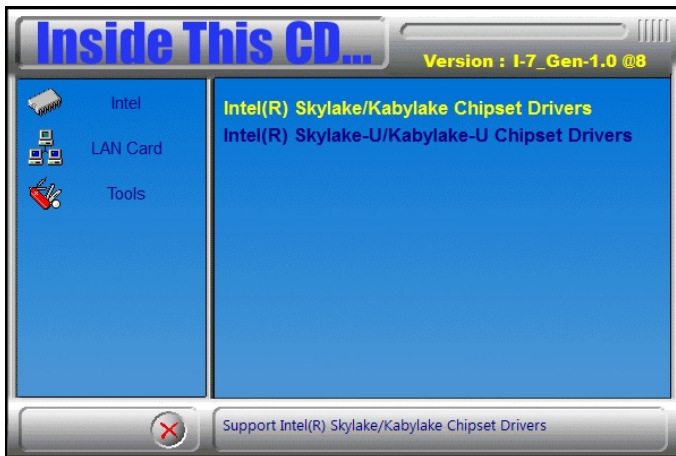 Inside This CD...
Version : I-7_Gen-1.0 @8
Intel
LAN Card
Tools
Intel(R) Skylake/Kabylake Chipset Drivers
Intel(R) Skylake-U/Kabylake-U Chipset Drivers
Support Intel(R) Skylake/Kabylake Chipset Drivers